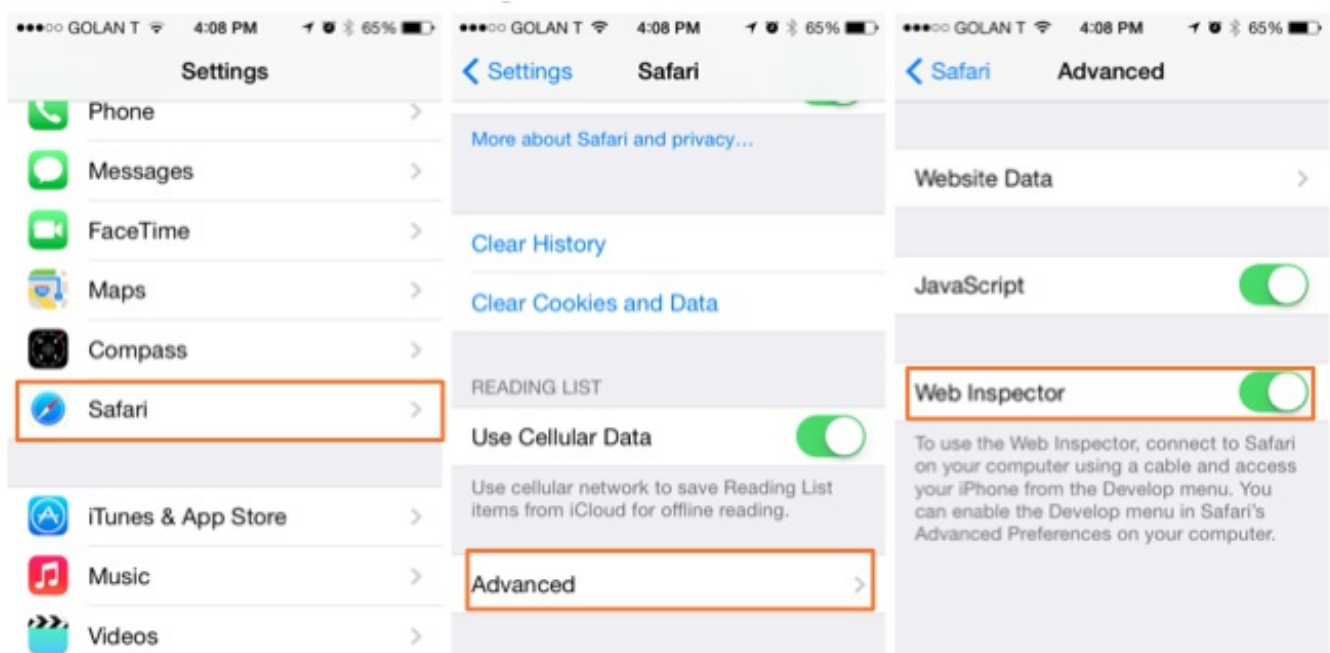 GOLAN T 4:08 PM 65%
Settings
Phone
Messages
FaceTime
Maps
Compass
Safari
iTunes & App Store
Music
Videos
GOLAN T 4:08 PM 65%
Settings Safari
More about Safari and privacy...
Clear History
Clear Cookies and Data
READING LIST
Use Cellular Data
Use cellular network to save Reading List
items from iCloud for offline reading.
Advanced
GOLAN T 4:08 PM 65%
Safari Advanced
Website Data
JavaScript
Web Inspector
To use the Web Inspector, connect to Safari
on your computer using a cable and access
your iPhone from the Develop menu. You
can enable the Develop menu in Safari's
Advanced Preferences on your computer.